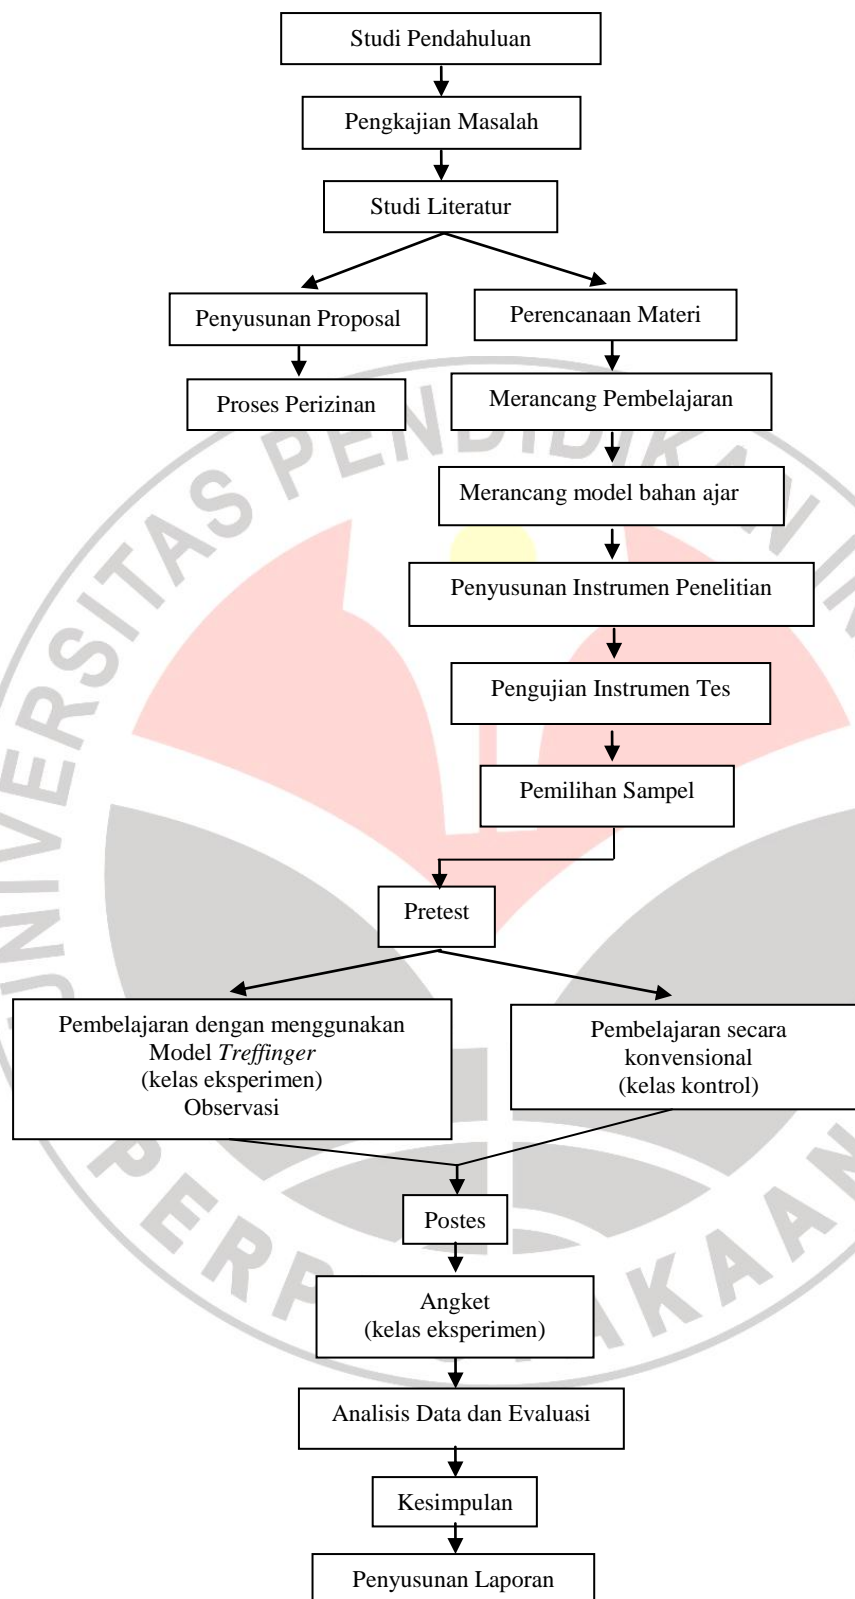 Studi Pendahuluan
Pengkajian Masalah
Studi Literatur
Penyusunan Proposal
Perencanaan Materi
Proses Perizinan
Merancang Pembelajaran
Merancang model bahan ajar
Penyusunan Instrumen Penelitian
Pengujian Instrumen Tes
Pemilihan Sampel
Pretest
Pembelajaran dengan menggunakan
Model Treffinger
(kelas eksperimen)
Observasi
Pembelajaran secara
konvensional
(kelas kontrol)
Postes
Angket
(kelas eksperimen)
Analisis Data dan Evaluasi
Kesimpulan
Penyusunan Laporan
UNIVERSITAS PENDIDIKAN